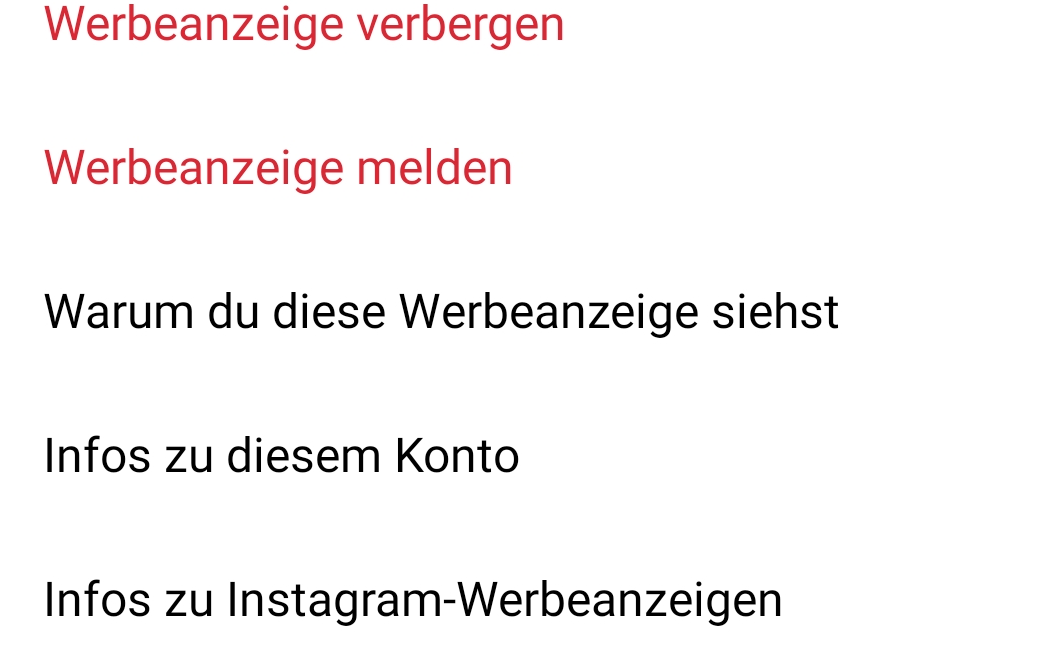 Werbeanzeige verbergen
Werbeanzeige melden
Warum du diese Werbeanzeige siehst
Infos zu diesem Konto
Infos zu Instagram-Werbeanzeigen